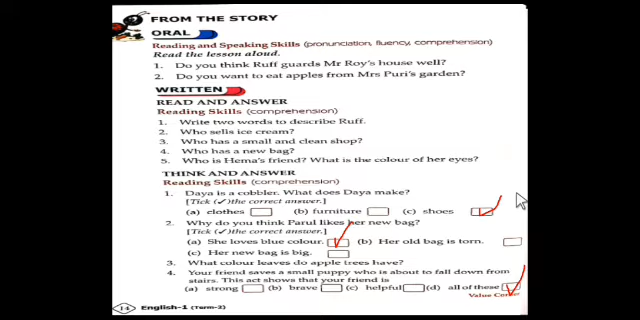 FROM THE STORY
ORAL
Reading and Speaking Skills (pronunciation, fluency, comprehension)
Read the lesson aloud.
1. Do you think Ruff guards Mr Roy's house well?
2. Do you want to eat apples from Mrs Puri's garden?
WRITTEN
READ AND ANSWER
Reading Skills (comprehension)
1. Write two words to describe Ruff.
2. Who sells ice cream?
3. Who has a small and clean shop?
4. Who has a new bag?
5. Who is Hema's friend? What is the colour of her eyes?
THINK AND ANSWER
Reading Skills (comprehension)
1. Daya is a cobbler. What does Daya make?
[Tick (✓) the correct answer.]
(a) clothes (b) furniture (c) shoes ✓
2. Why do you think Parul likes her new bag?
[Tick (✓) the correct answer.]
(a) She loves blue colour. ✓ (b) Her old bag is torn.
(c) Her new bag is big.
3. What colour leaves do apple trees have?
4. Your friend saves a small puppy who is about to fall down from
stairs. This act shows that your friend is
(a) strong (b) brave (c) helpful (d) all of these ✓
Value Corner
14 English-1 (Term-2)